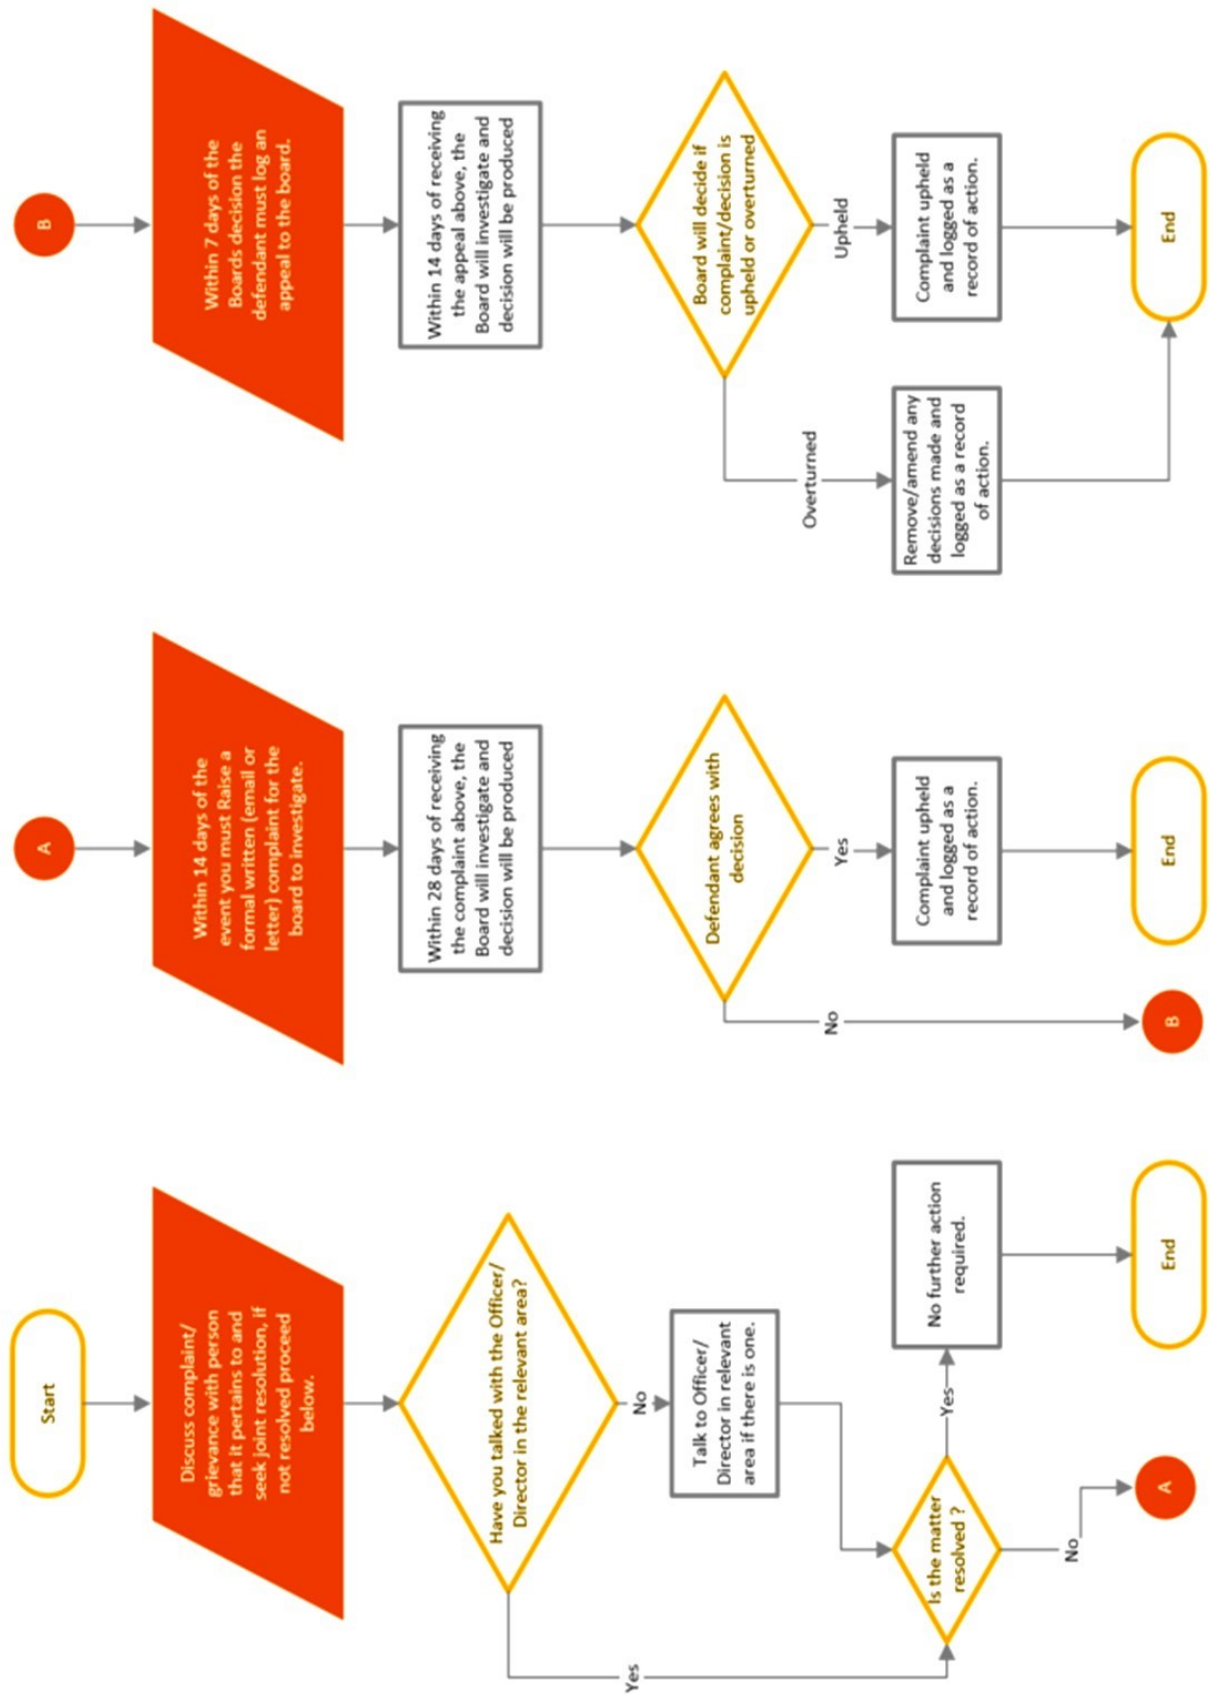 Start
Discuss complaint/
grievance with person
that it pertains to and
seek joint resolution, if
not resolved proceed
below.
Have you talked with the Officer/
Director in the relevant area?
No
Yes
Talk to Officer/
Director in relevant
area if there is one.
Is the matter
resolved ?
Yes
No further action
required.
No
A
End
A
Within 14 days of the
event you must Raise a
formal written (email or
letter) complaint for the
board to investigate.
Within 28 days of receiving
the complaint above, the
Board will investigate and
decision will be produced
Defendant agrees with
decision
No
Yes
Complaint upheld
and logged as a
record of action.
B
End
B
Within 7 days of the
Boards decision the
defendant must log an
appeal to the board.
Within 14 days of receiving
the appeal above, the
Board will investigate and
decision will be produced
Board will decide if
complaint/decision is
upheld or overturned
Overturned
Upheld
Remove/amend any
decisions made and
logged as a record
of action.
Complaint upheld
and logged as a
record of action.
End